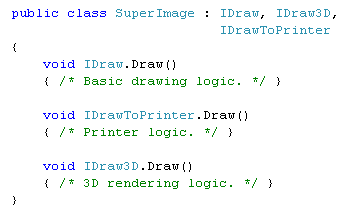 public class SuperImage : IDraw, IDraw3D,
IDrawToPrinter
{
void IDraw.Draw()
{ /* Basic drawing logic. */ }
void IDrawToPrinter.Draw()
{ /* Printer logic. */ }
void IDraw3D.Draw()
{ /* 3D rendering logic. */ }
}